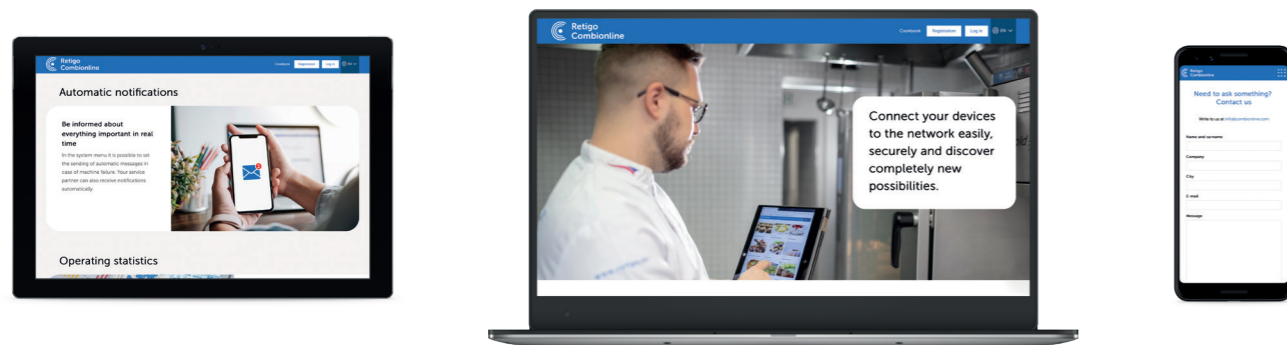 Retigo
Combionline
Cookbook
Registration
Log in
EN
Automatic notifications
Be informed about
everything important in real
time
In the system menu it is possible to set
the sending of automatic messages in
case of machine failure. Your service
partner can also receive notifications
automatically.
Operating statistics
Retigo
Combionline
Cookbook
Registration
Log in
EN
Connect your devices
to the network easily,
securely and discover
completely new
possibilities.
Retigo
Combionline
Need to ask something?
Contact us
Write to us at info@combionline.com
Name and surname
Company
City
E-mail
Message